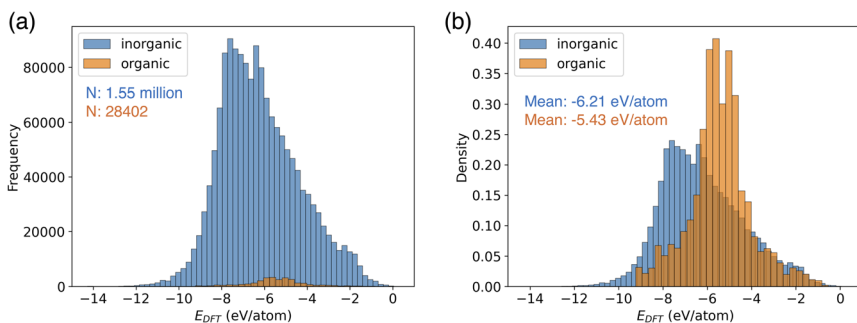 (a)
inorganic
organic
N: 1.55 million
N: 28402
Frequency
80000
60000
40000
20000
0
−14 −12 −10 −8 −6 −4 −2 0
E_DFT (eV/atom)
(b)
inorganic
organic
Mean: -6.21 eV/atom
Mean: -5.43 eV/atom
Density
0.40
0.35
0.30
0.25
0.20
0.15
0.10
0.05
0.00
−14 −12 −10 −8 −6 −4 −2 0
E_DFT (eV/atom)